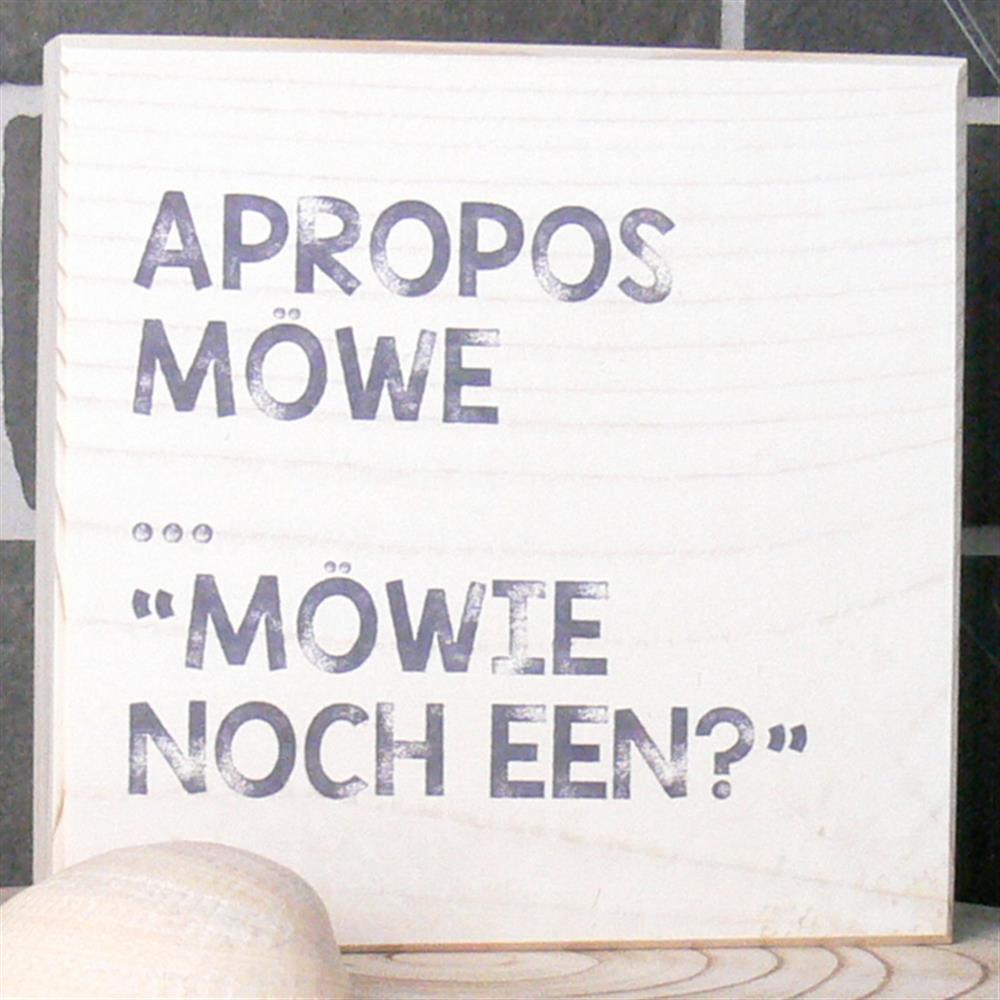 APROPOS
MÖWE
...
"MÖWIE
NOCH EEN?"